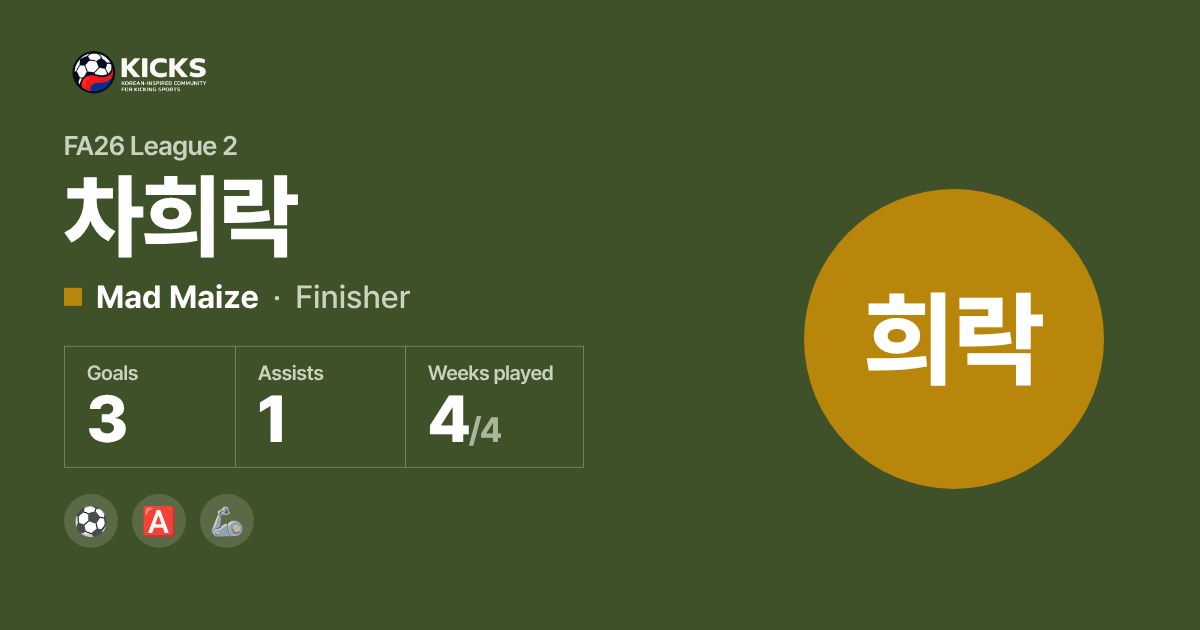 KICKS
KOREAN-INSPIRED COMMUNITY
FOR KICKING SPORTS
FA26 League 2
차희락
Mad Maize · Finisher
Goals Assists Weeks played
3 1 4/4
A
희락